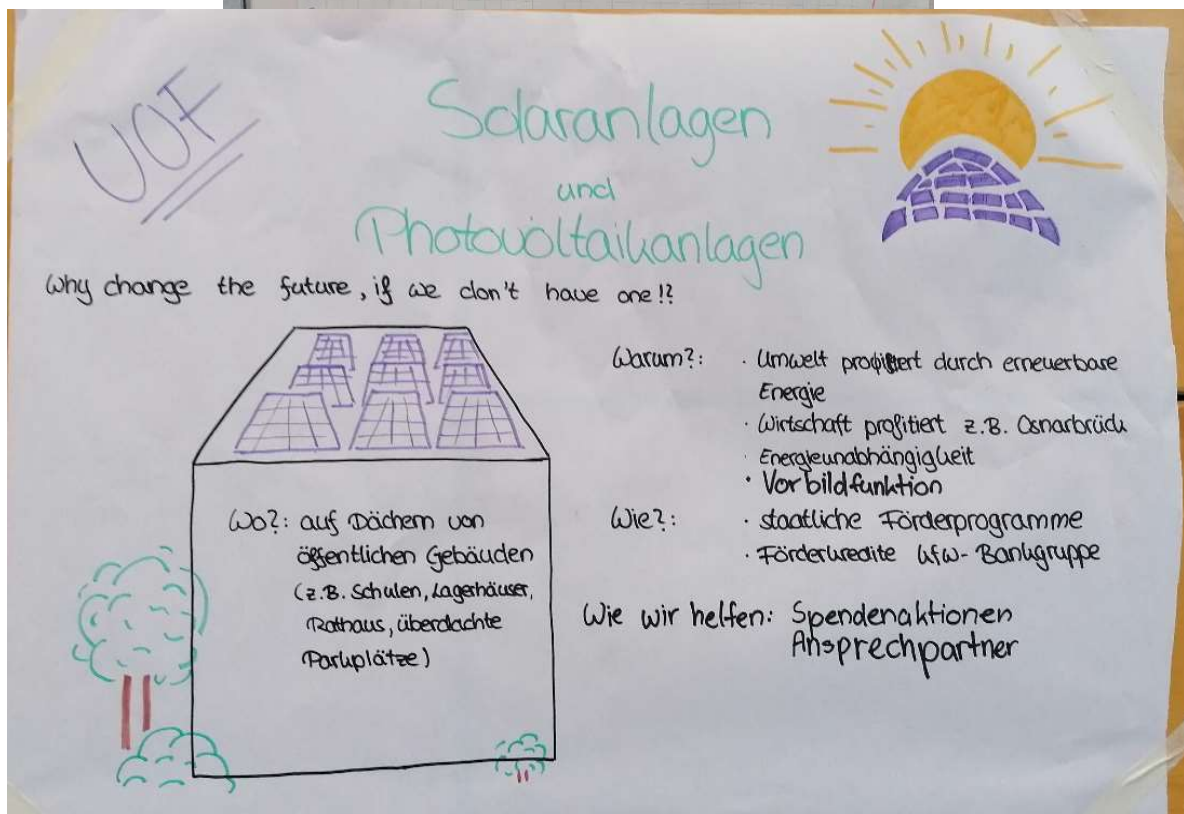 UOF
Solaranlagen
und
Photovoltaikanlagen
Why change the future, if we don't have one!?
Wo?: auf Dächern von
öffentlichen Gebäuden
(z.B. Schulen, Lagerhäuser,
Rathaus, überdachte
Parkplätze)
Warum?: · Umwelt profitiert durch erneuerbare
Energie
· Wirtschaft profitiert z.B. Osnarbrück
· Energieunabhängigkeit
· Vorbildfunktion
Wie?: · staatliche Förderprogramme
· Förderkredite kfw-Bankgruppe
Wie wir helfen: Spendenaktionen
Ansprechpartner